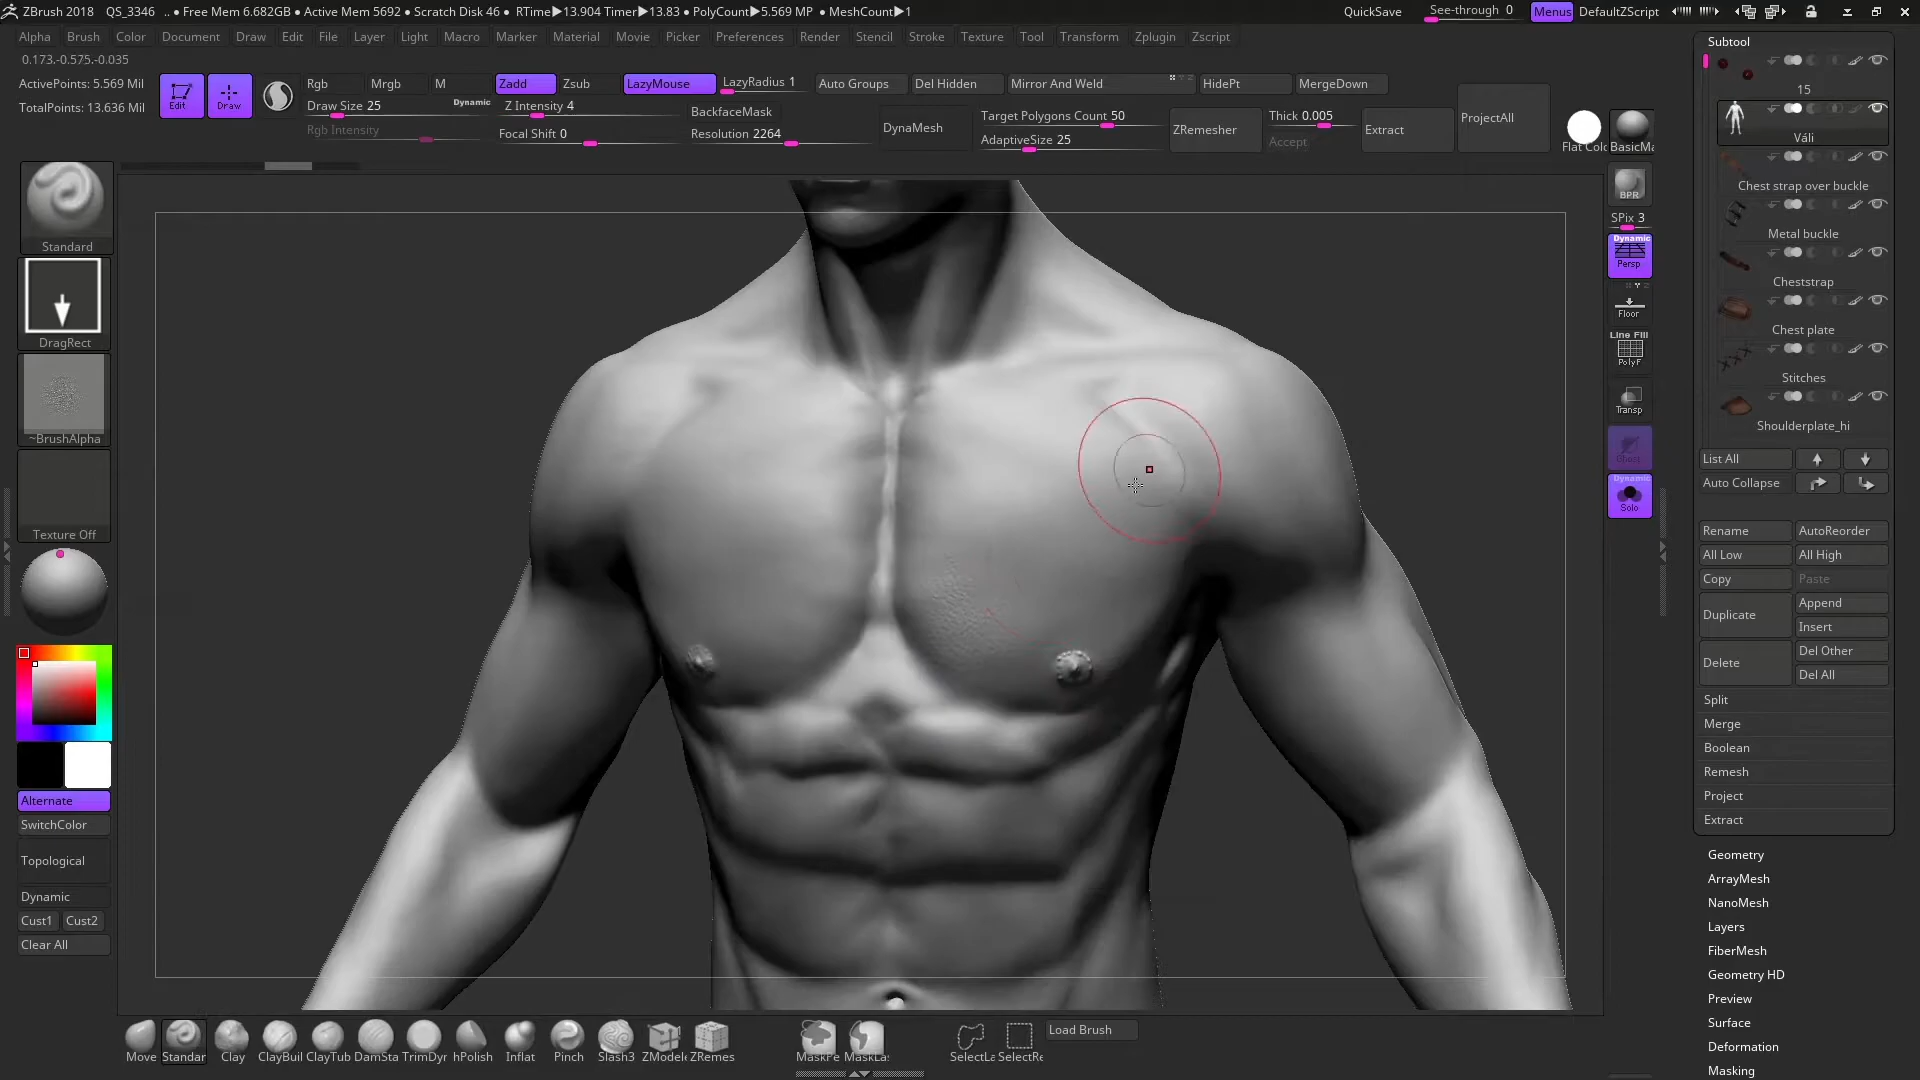 ZBrush 2018 QS_3346 .. ● Free Mem 6.682GB ● Active Mem 5692 ● Scratch Disk 46 ● RTime▶13.904 Timer▶13.83 ● PolyCount▶5.569 MP ● MeshCount▶1 QuickSave See-through 0 Menus DefaultZScript
Alpha Brush Color Document Draw Edit File Layer Light Macro Marker Material Movie Picker Preferences Render Stencil Stroke Texture Tool Transform Zplugin Zscript
0.173,-0.575,-0.035
ActivePoints: 5.569 Mil
TotalPoints: 13.636 Mil
Edit
Draw
Rgb Mrgb M Zadd Zsub LazyMouse LazyRadius 1 Auto Groups Del Hidden Mirror And Weld HidePt MergeDown
Draw Size 25 Dynamic Z Intensity 4 BackfaceMask
Rgb Intensity Focal Shift 0 Resolution 2264
DynaMesh
Target Polygons Count 50
AdaptiveSize 25
ZRemesher
Thick 0.005
Accept
Extract
ProjectAll
Flat Colo
BasicMa
Standard
DragRect
~BrushAlpha
Texture Off
Alternate
SwitchColor
Topological
Dynamic
Cust1 Cust2
Clear All
BPR
SPix 3
Dynamic
Persp
Floor
Line Fill
PolyF
Transp
Ghost
Dynamic
Solo
Subtool
15
Váli
Chest strap over buckle
Metal buckle
Cheststrap
Chest plate
Stitches
Shoulderplate_hi
List All
Auto Collapse
Rename AutoReorder
All Low All High
Copy Paste
Duplicate Append
Insert
Delete Del Other
Del All
Split
Merge
Boolean
Remesh
Project
Extract
Geometry
ArrayMesh
NanoMesh
Layers
FiberMesh
Geometry HD
Preview
Surface
Deformation
Masking
Move Standar Clay ClayBuil ClayTub DamSta TrimDyr hPolish Inflat Pinch Slash3 ZModele ZRemes MaskPe MaskLas SelectLa SelectRe
Load Brush